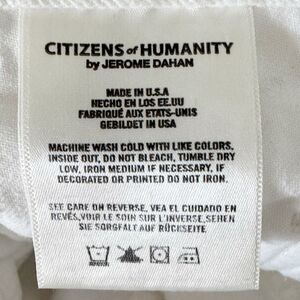 CITIZENS of HUMANITY
by JEROME DAHAN
MADE IN U.S.A
HECHO EN LOS EE.UU
FABRIQUÉ AUX ETATS-UNIS
GEBILDET IN USA
MACHINE WASH COLD WITH LIKE COLORS,
INSIDE OUT, DO NOT BLEACH, TUMBLE DRY
LOW, IRON MEDIUM IF NECESSARY, IF
DECORATED OR PRINTED DO NOT IRON.
SEE CARE ON REVERSE, VEA EL CUIDADO EN
REVÉS,VOIR LE SOIN SUR L'INVERSE,SEHEN
SIE SORGFALT AUF RÜCKSEITE